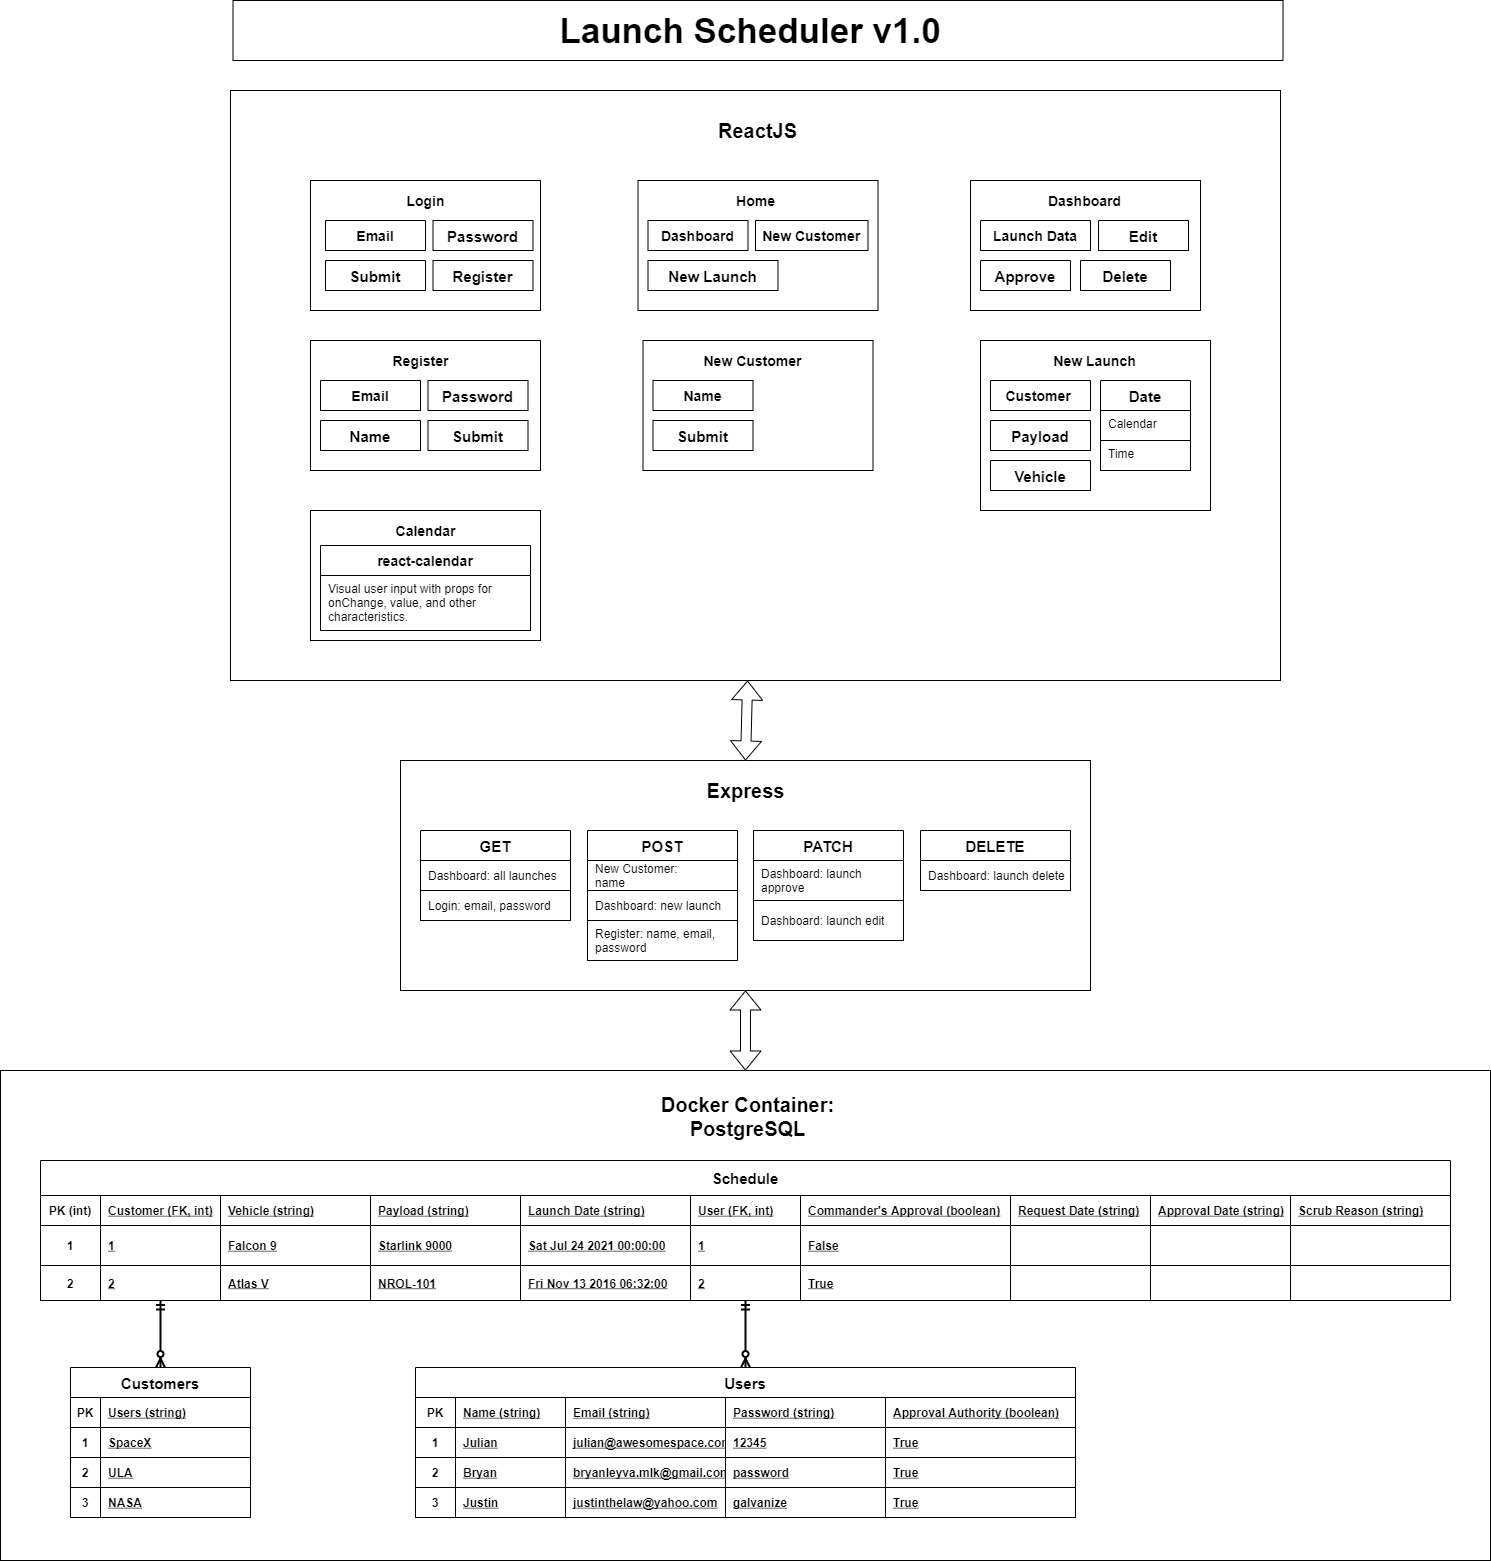 Launch Scheduler v1.0
ReactJS
Login
Email
Password
Submit
Register
Home
Dashboard
New Customer
New Launch
Dashboard
Launch Data
Edit
Approve
Delete
Register
Email
Password
Name
Submit
New Customer
Name
Submit
New Launch
Customer
Payload
Vehicle
Date
Calendar
Time
Calendar
react-calendar
Visual user input with props for
onChange, value, and other
characteristics.
Express
GET
Dashboard: all launches
Login: email, password
POST
New Customer:
name
Dashboard: new launch
Register: name, email,
password
PATCH
Dashboard: launch
approve
Dashboard: launch edit
DELETE
Dashboard: launch delete
Docker Container:
PostgreSQL
Schedule
PK (int) Customer (FK, int) Vehicle (string) Payload (string) Launch Date (string) User (FK, int) Commander's Approval (boolean) Request Date (string) Approval Date (string) Scrub Reason (string)
1 1 Falcon 9 Starlink 9000 Sat Jul 24 2021 00:00:00 1 False
2 2 Atlas V NROL-101 Fri Nov 13 2016 06:32:00 2 True
Customers
PK Users (string)
1 SpaceX
2 ULA
3 NASA
Users
PK Name (string) Email (string) Password (string) Approval Authority (boolean)
1 Julian julian@awesomespace.com 12345 True
2 Bryan bryanleyva.mlk@gmail.com password True
3 Justin justinthelaw@yahoo.com galvanize True